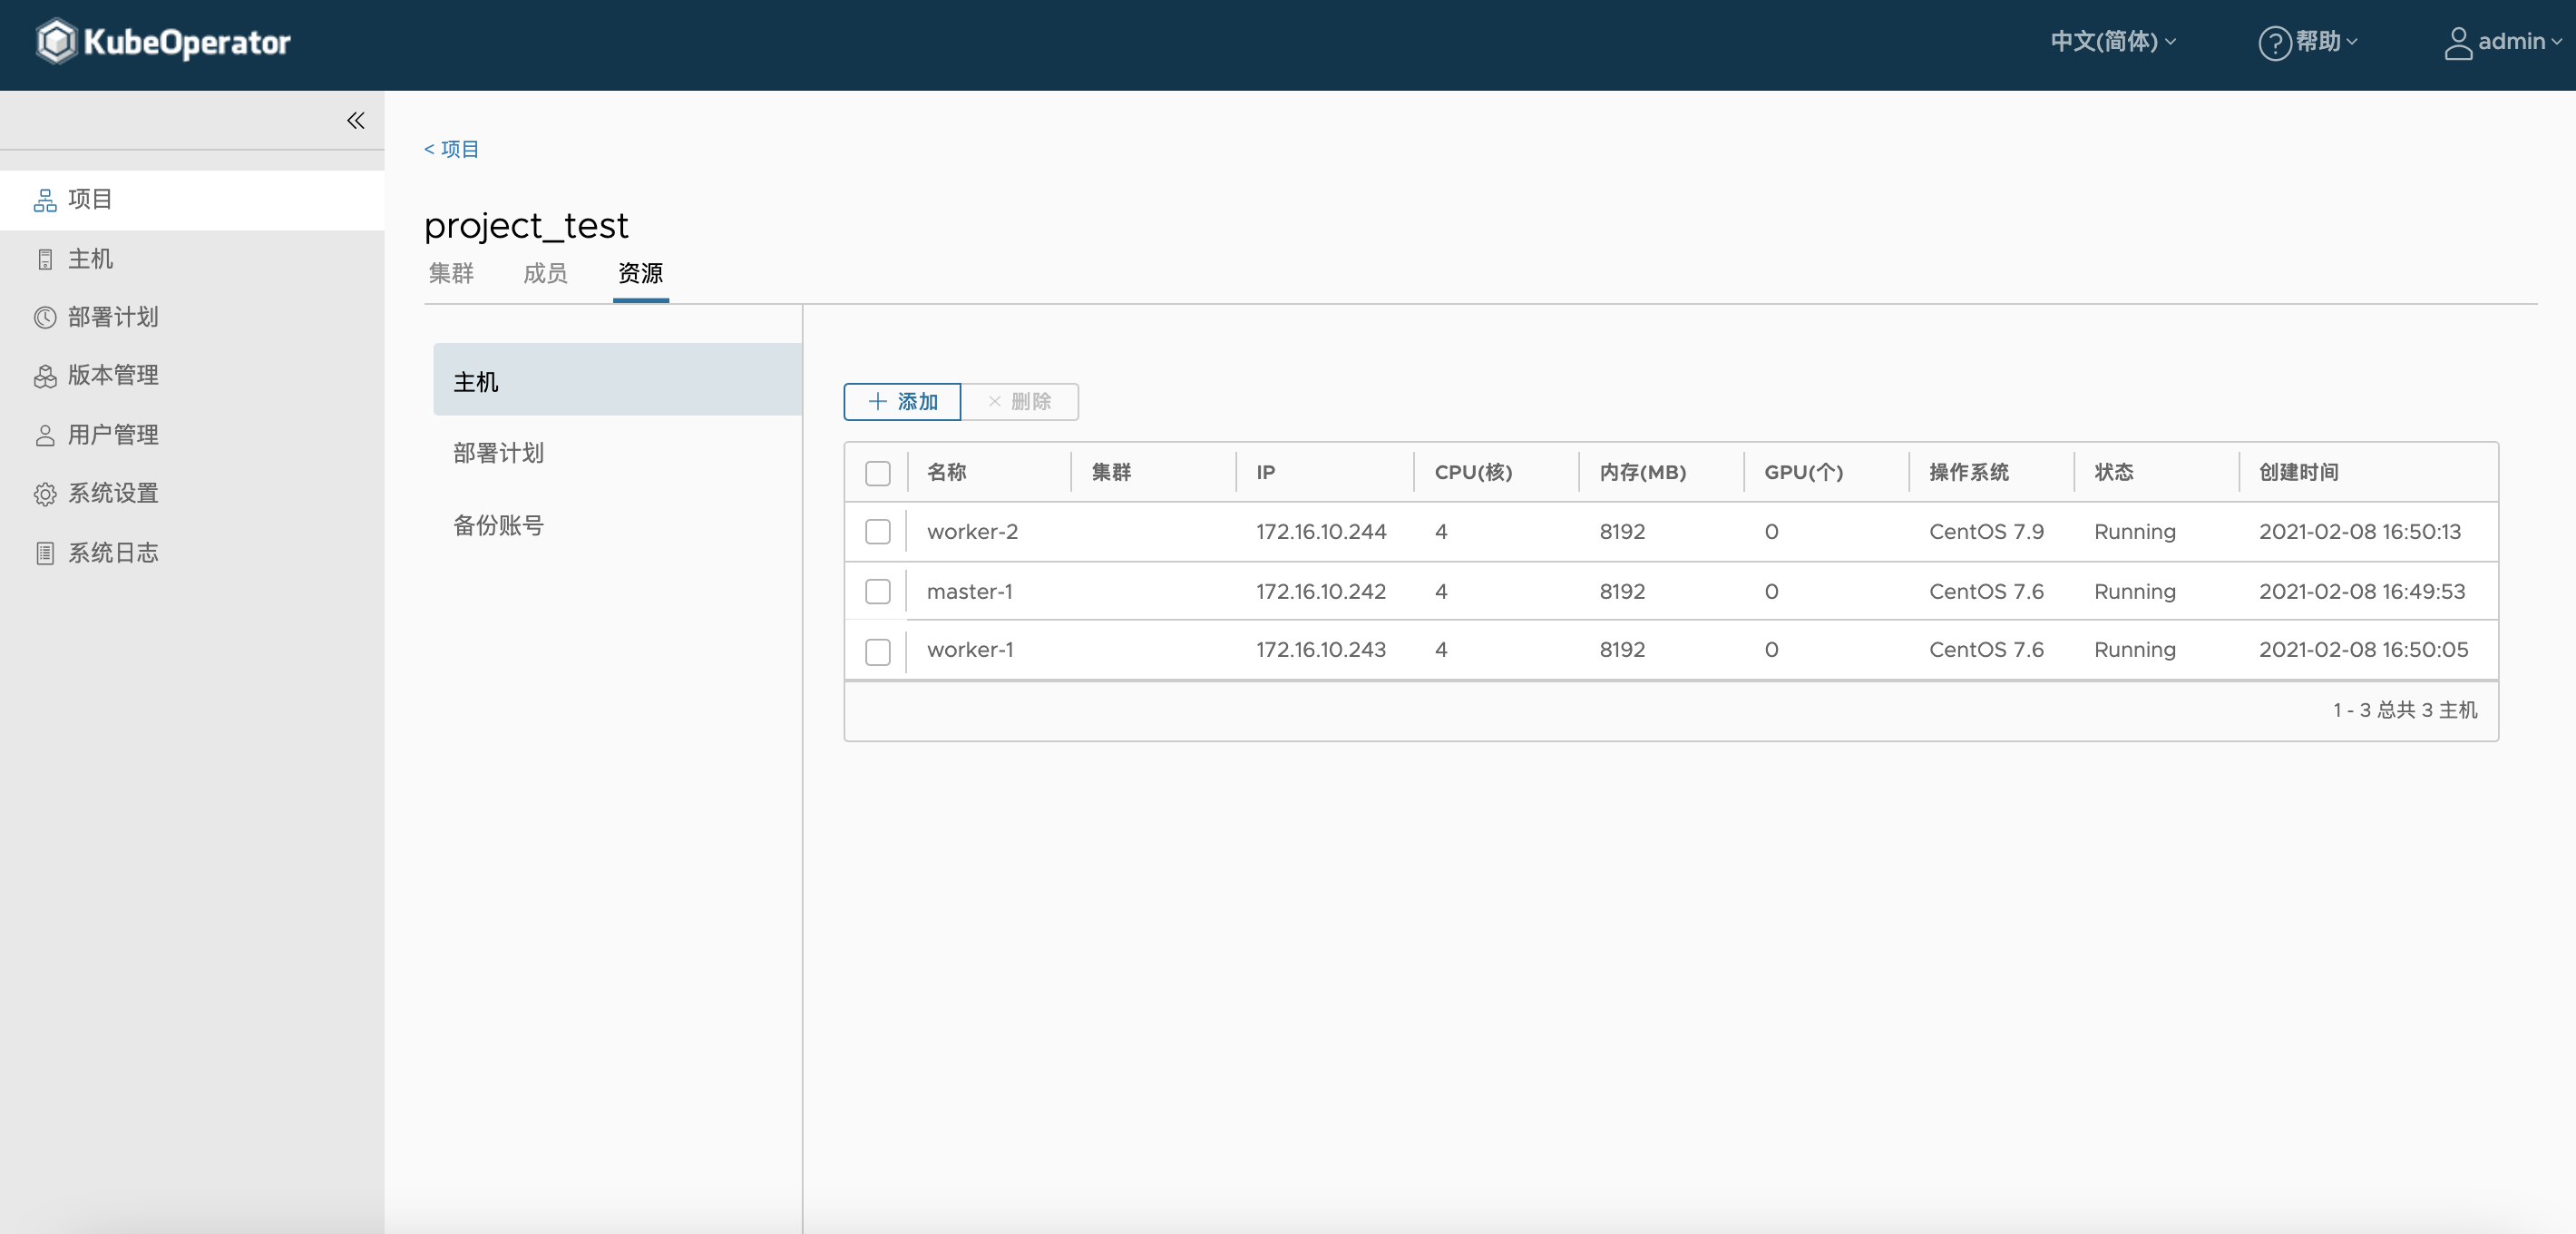 KubeOperator 中文(简体) ? 帮助 admin
< 项目
项目
主机
部署计划
版本管理
用户管理
系统设置
系统日志
project_test
集群 成员 资源
主机
部署计划
备份账号
添加 删除
名称 集群 IP CPU(核) 内存(MB) GPU(个) 操作系统 状态 创建时间
worker-2 172.16.10.244 4 8192 0 CentOS 7.9 Running 2021-02-08 16:50:13
master-1 172.16.10.242 4 8192 0 CentOS 7.6 Running 2021-02-08 16:49:53
worker-1 172.16.10.243 4 8192 0 CentOS 7.6 Running 2021-02-08 16:50:05
1 - 3 总共 3 主机